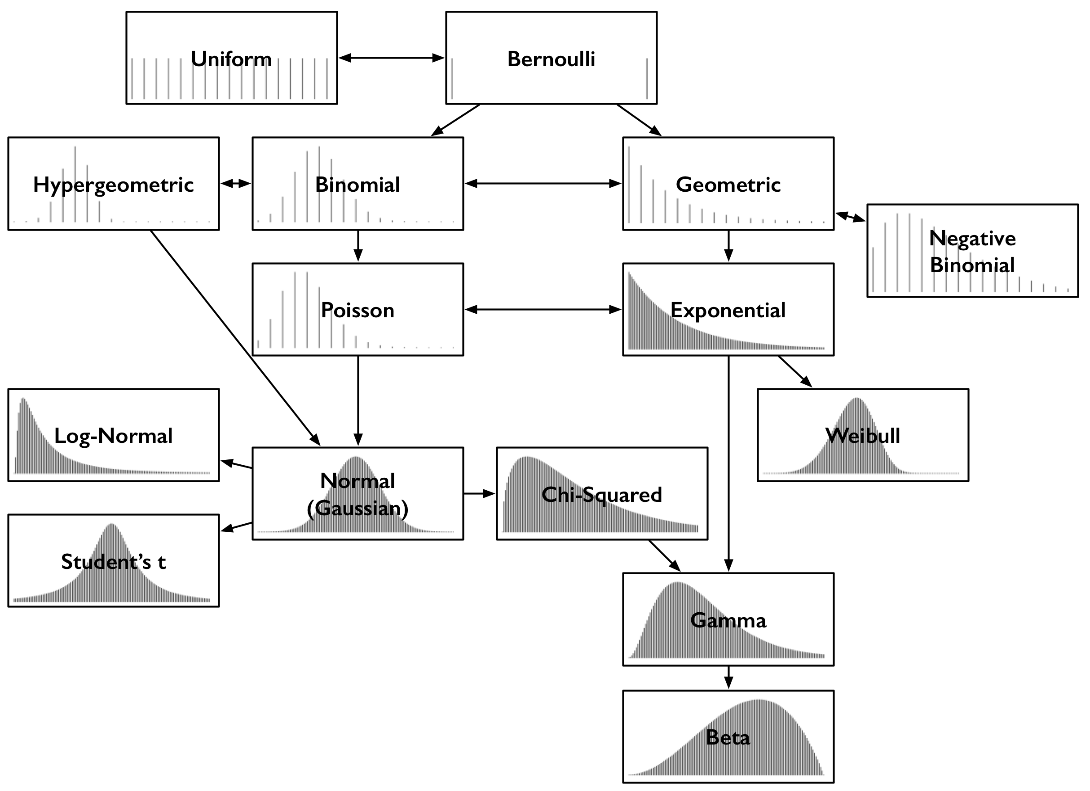 Uniform
Bernoulli
Hypergeometric
Binomial
Geometric
Negative
Binomial
Poisson
Exponential
Log-Normal
Weibull
Normal
(Gaussian)
Chi-Squared
Student’s t
Gamma
Beta